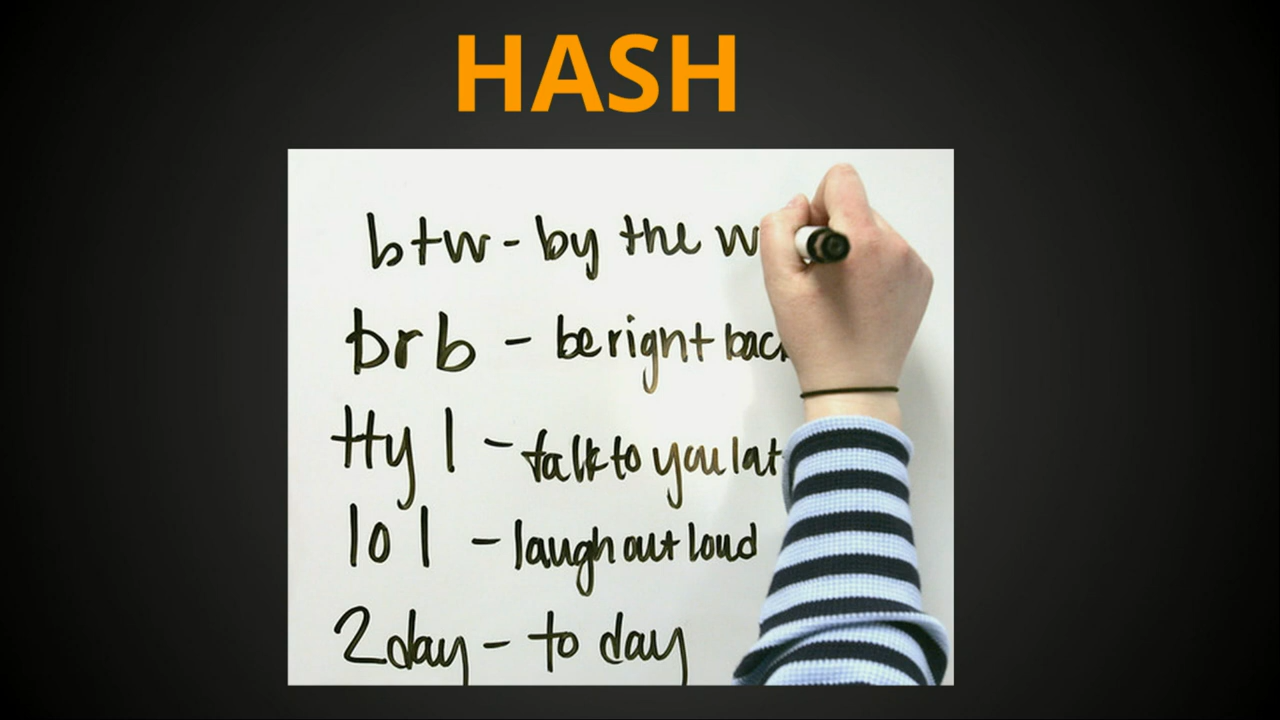 HASH
btw - by the w
brb - be right back
ttyl - talk to you lat
lol - laugh out loud
2day - to day